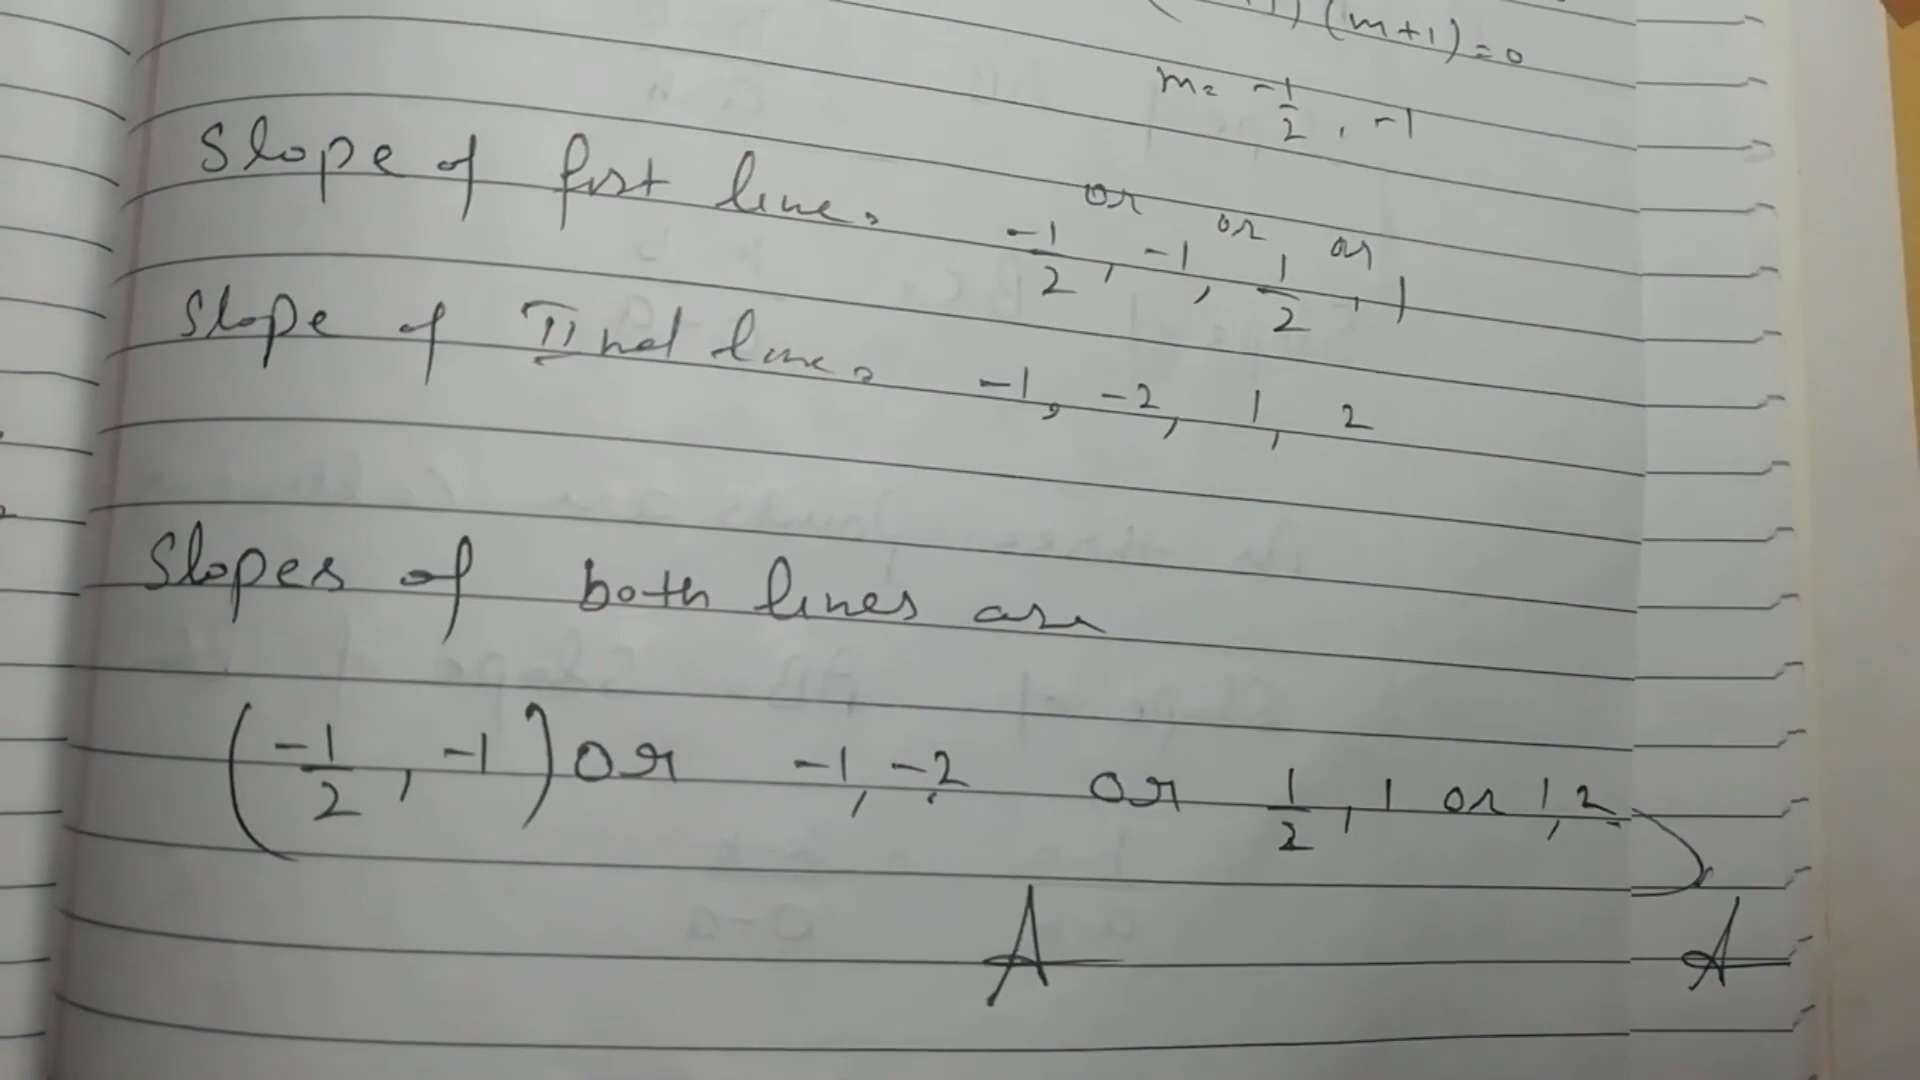 (m+1)=0
m= -1/2, -1
Slope of first line = -1/2, or -1, or 1/2, or 1
Slope of II nd line = -1, -2, 1, 2
Slopes of both lines are
(-1/2, -1) or -1, -2 or 1/2, 1 or 1, 2
A A